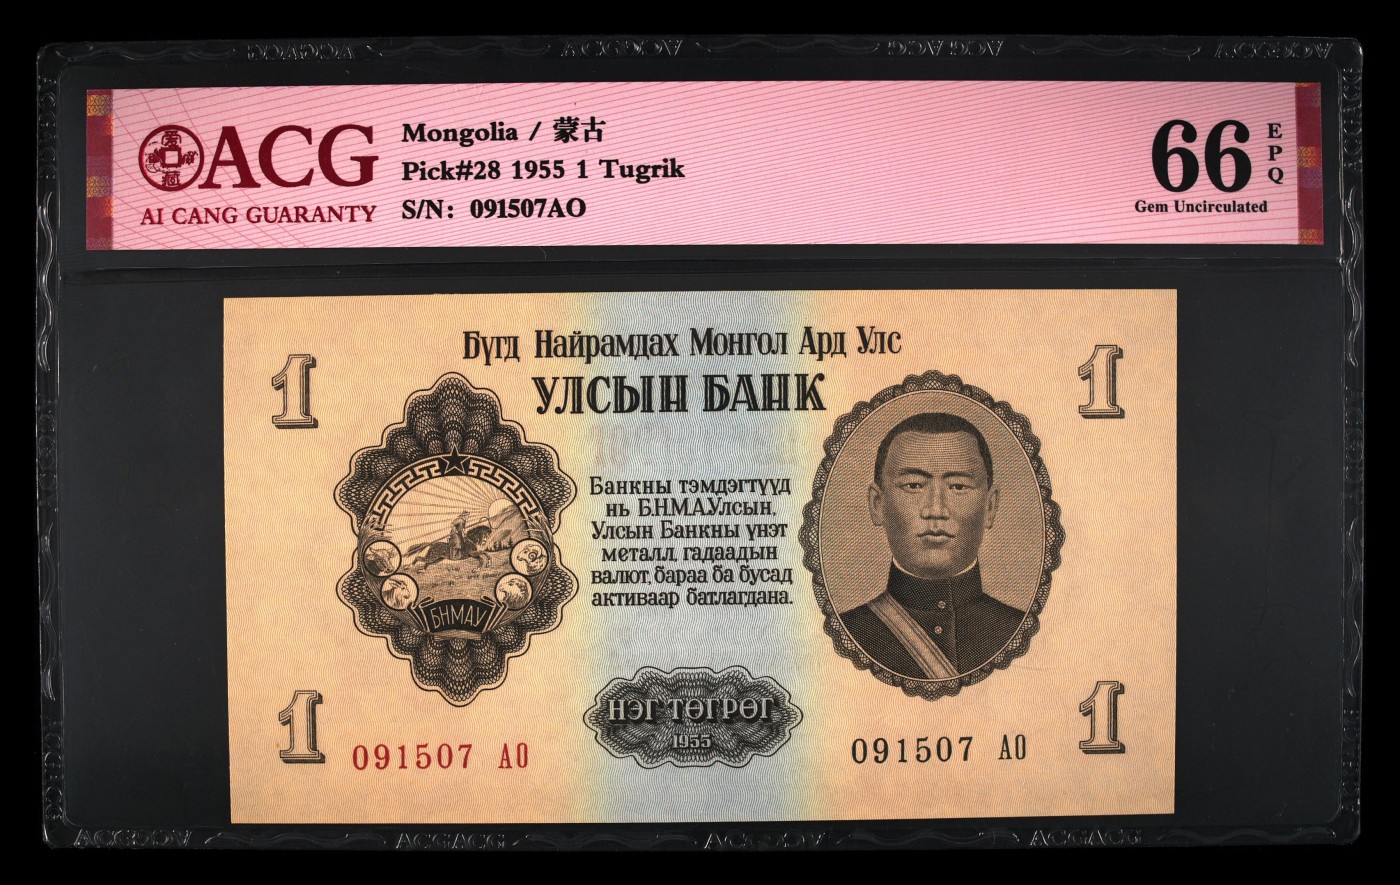 ACG
AI CANG GUARANTY
Mongolia / 蒙古
Pick#28 1955 1 Tugrik
S/N: 091507AO
66 EPQ
Gem Uncirculated
Бүгд Найрамдах Монгол Ард Улс
УЛСЫН БАНК
1
1
Банкны тэмдэгтүүд
нь Б.Н.М.А.Улсын,
Улсын Банкны үнэт
металл, гадаадын
валют, бараа ба бусад
активаар батлагдана.
БНМАУ
НЭГ ТӨГРӨГ
1955
1
1
091507 АО
091507 АО